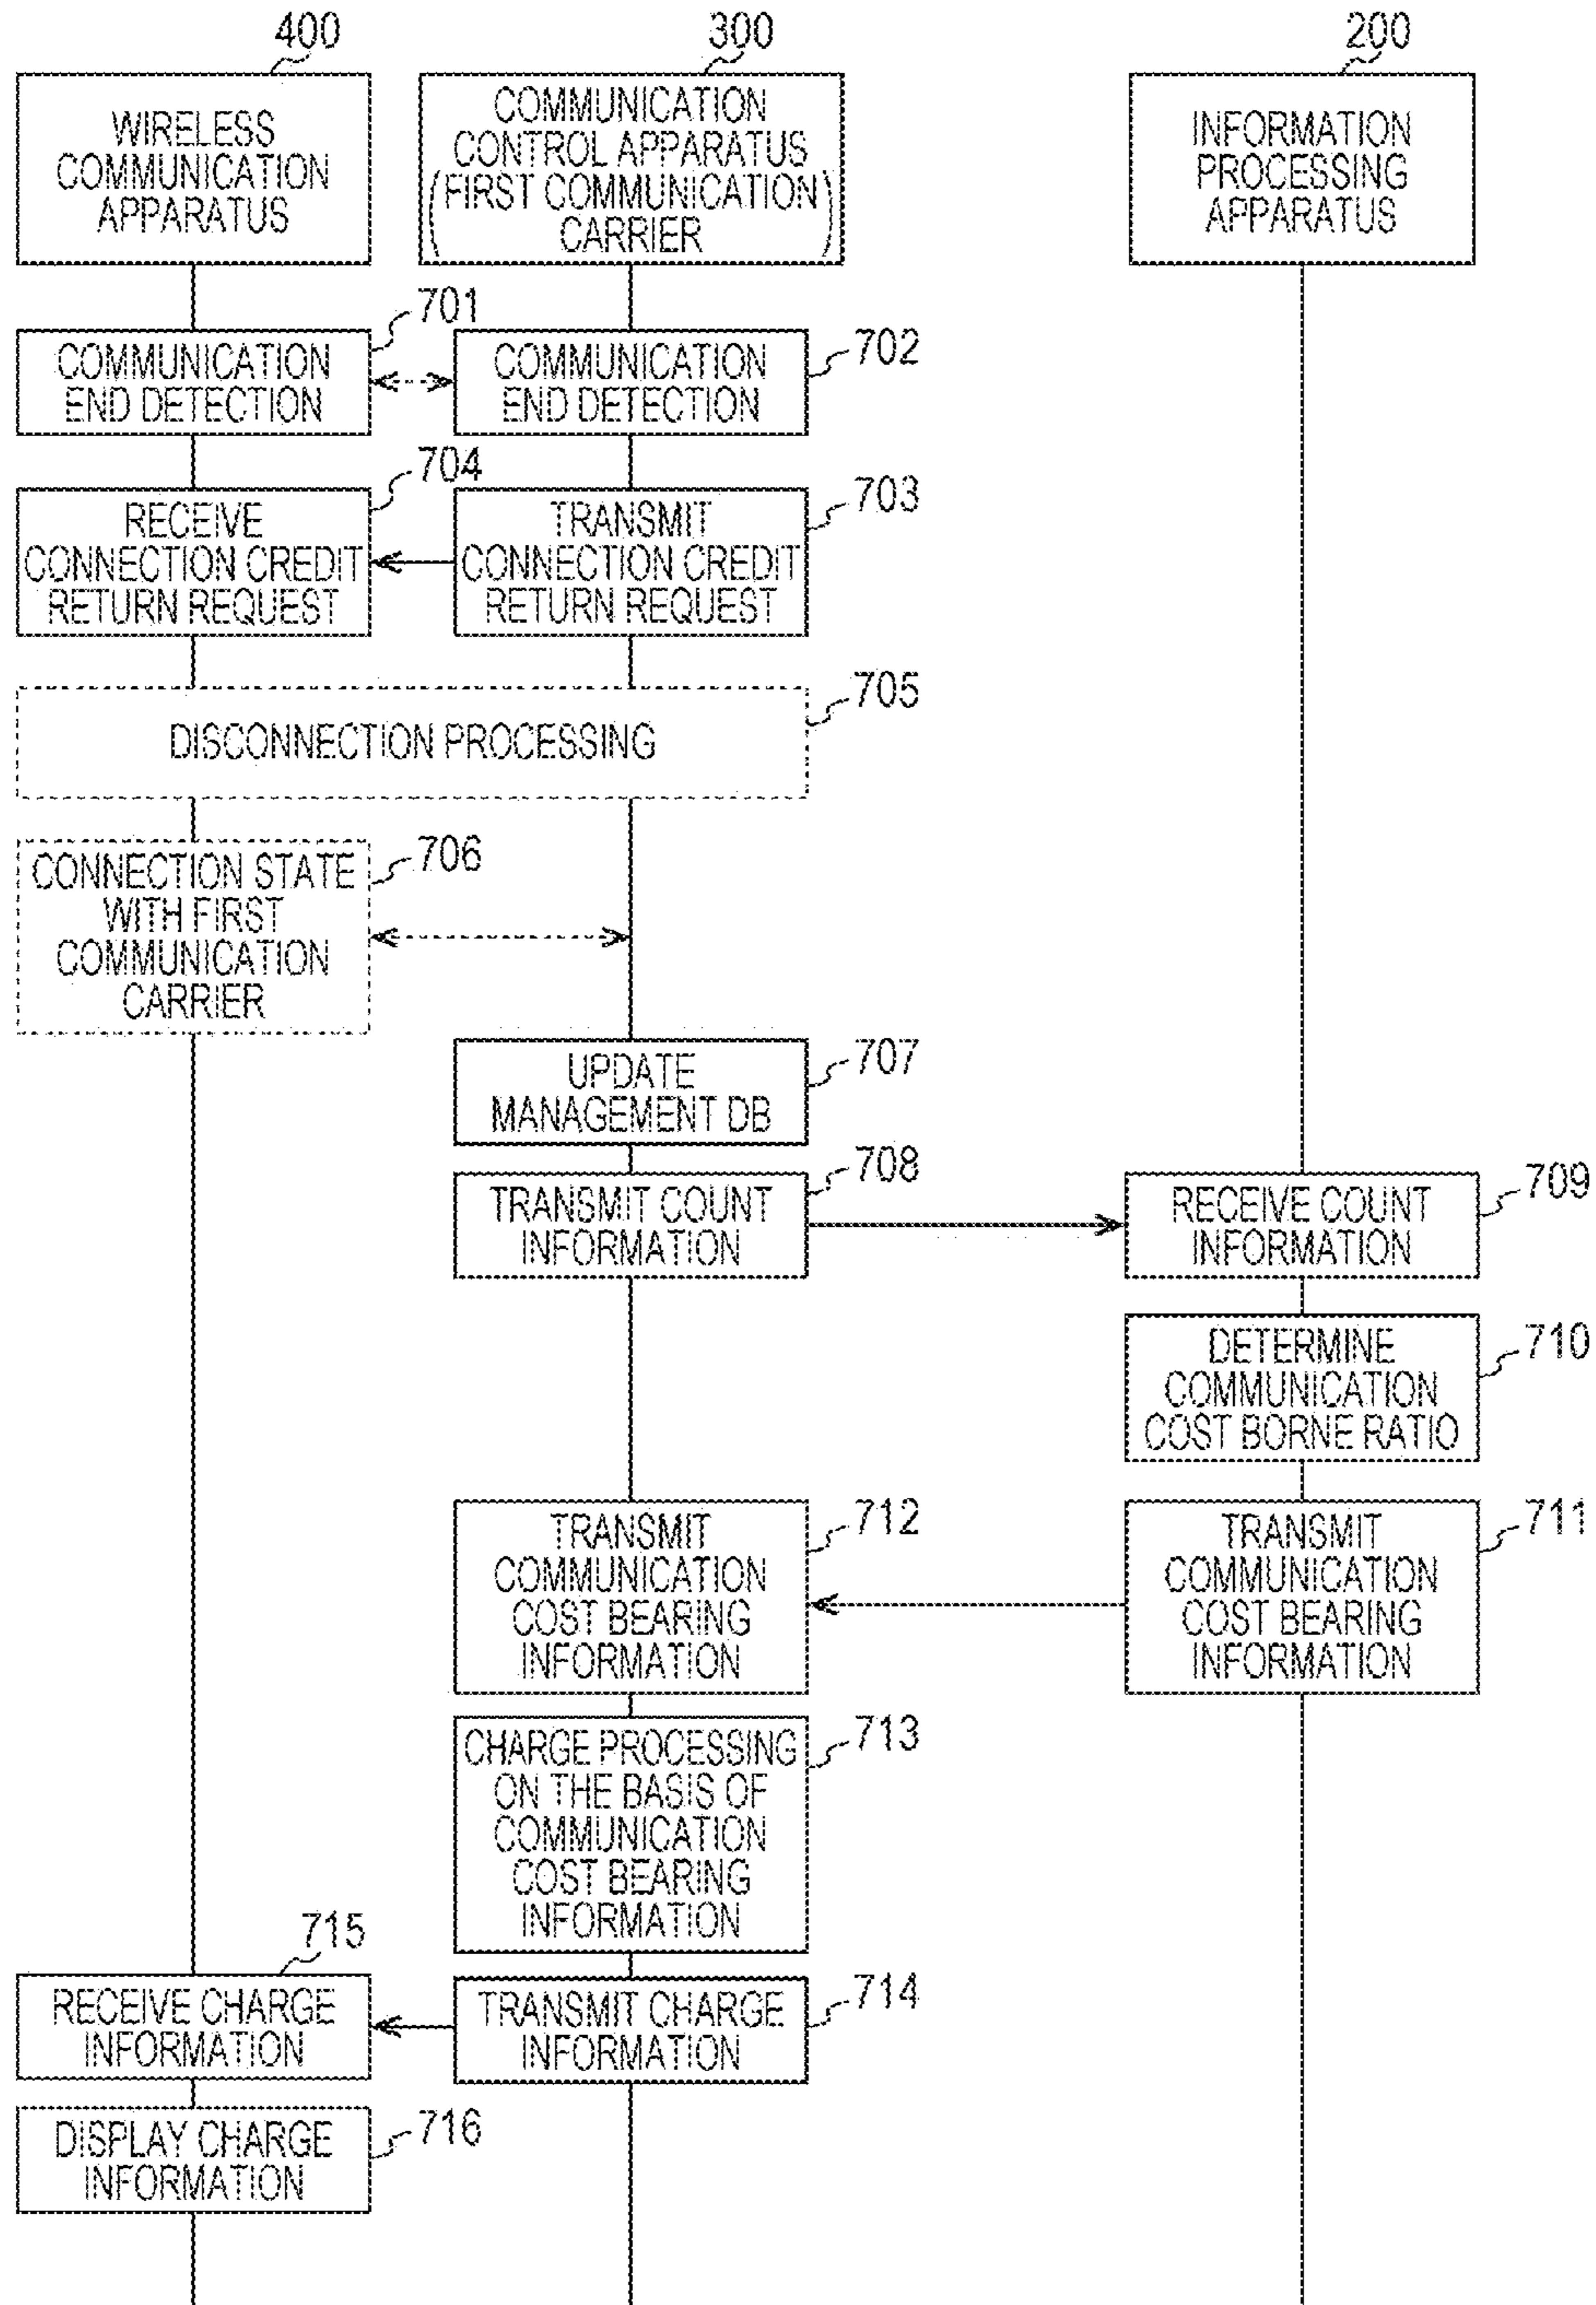 400
300
200
WIRELESS
COMMUNICATION
APPARATUS
COMMUNICATION
CONTROL APPARATUS
(FIRST COMMUNICATION
CARRIER)
INFORMATION
PROCESSING
APPARATUS
701
COMMUNICATION
END DETECTION
702
COMMUNICATION
END DETECTION
704
RECEIVE
CONNECTION CREDIT
RETURN REQUEST
703
TRANSMIT
CONNECTION CREDIT
RETURN REQUEST
705
DISCONNECTION PROCESSING
706
CONNECTION STATE
WITH FIRST
COMMUNICATION
CARRIER
707
UPDATE
MANAGEMENT DB
708
TRANSMIT COUNT
INFORMATION
709
RECEIVE COUNT
INFORMATION
710
DETERMINE
COMMUNICATION
COST BORNE RATIO
712
TRANSMIT
COMMUNICATION
COST BEARING
INFORMATION
711
TRANSMIT
COMMUNICATION
COST BEARING
INFORMATION
713
CHARGE PROCESSING
ON THE BASIS OF
COMMUNICATION
COST BEARING
INFORMATION
715
RECEIVE CHARGE
INFORMATION
714
TRANSMIT CHARGE
INFORMATION
716
DISPLAY CHARGE
INFORMATION